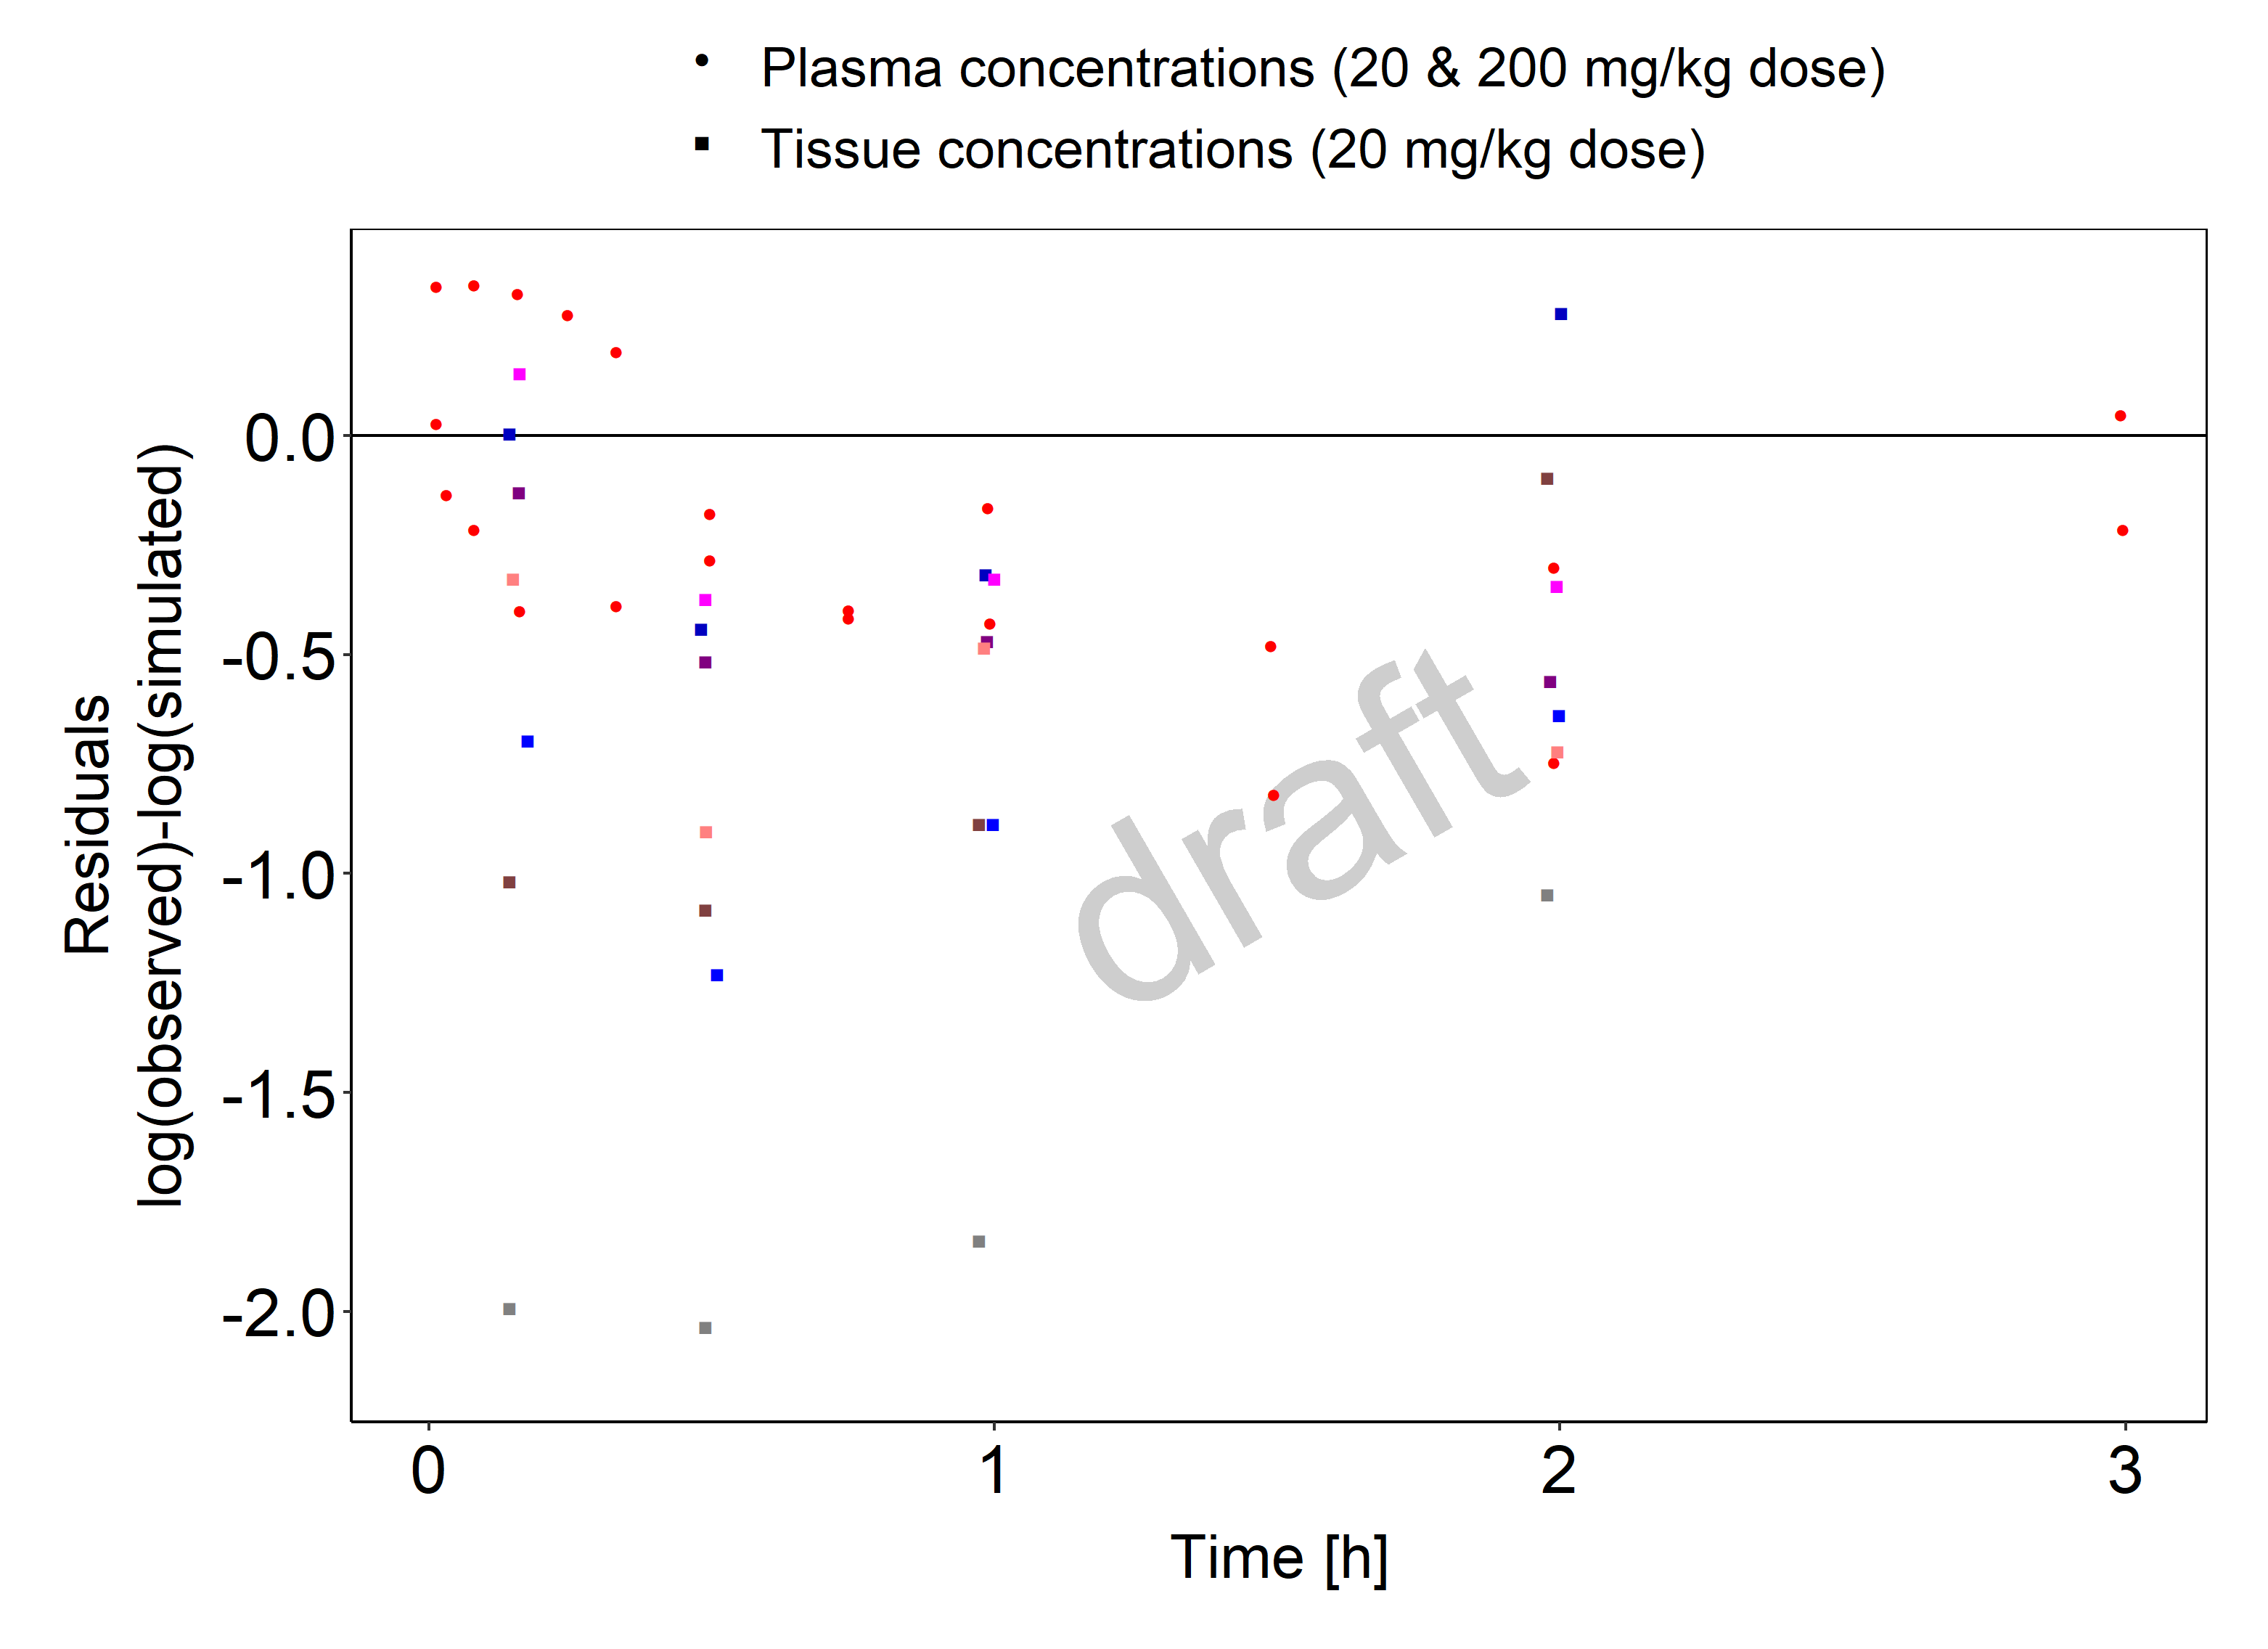 Plasma concentrations (20 & 200 mg/kg dose)
Tissue concentrations (20 mg/kg dose)
Residuals
log(observed)-log(simulated)
0.0
-0.5
-1.0
-1.5
-2.0
draft
0 1 2 3
Time [h]